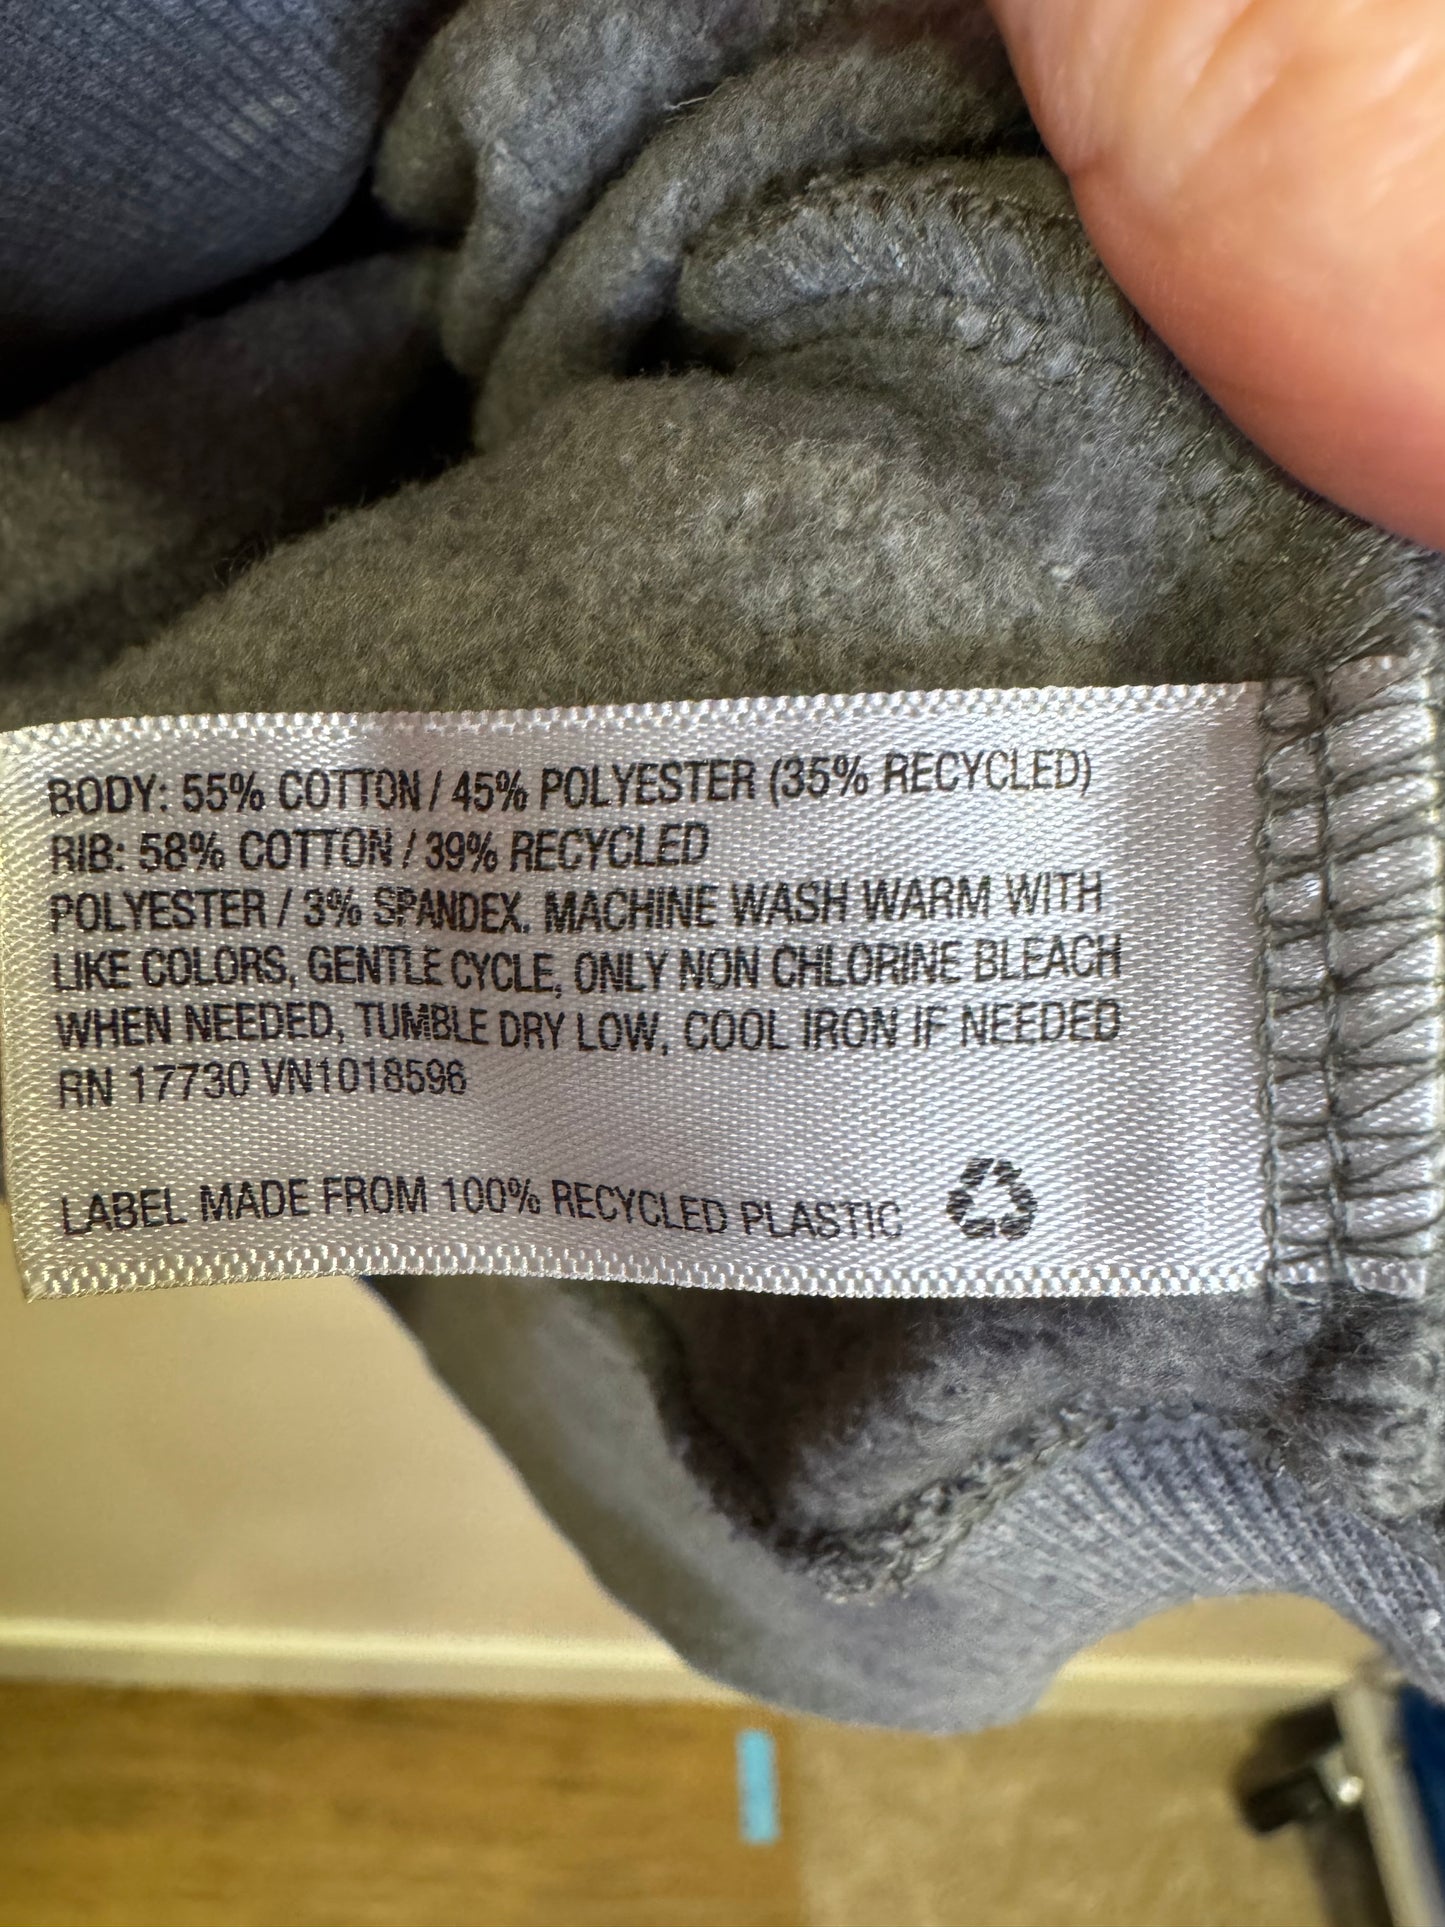 BODY: 55% COTTON / 45% POLYESTER (35% RECYCLED)
RIB: 58% COTTON / 39% RECYCLED
POLYESTER / 3% SPANDEX. MACHINE WASH WARM WITH
LIKE COLORS, GENTLE CYCLE, ONLY NON CHLORINE BLEACH
WHEN NEEDED, TUMBLE DRY LOW, COOL IRON IF NEEDED
RN 17730 VN1018596
LABEL MADE FROM 100% RECYCLED PLASTIC